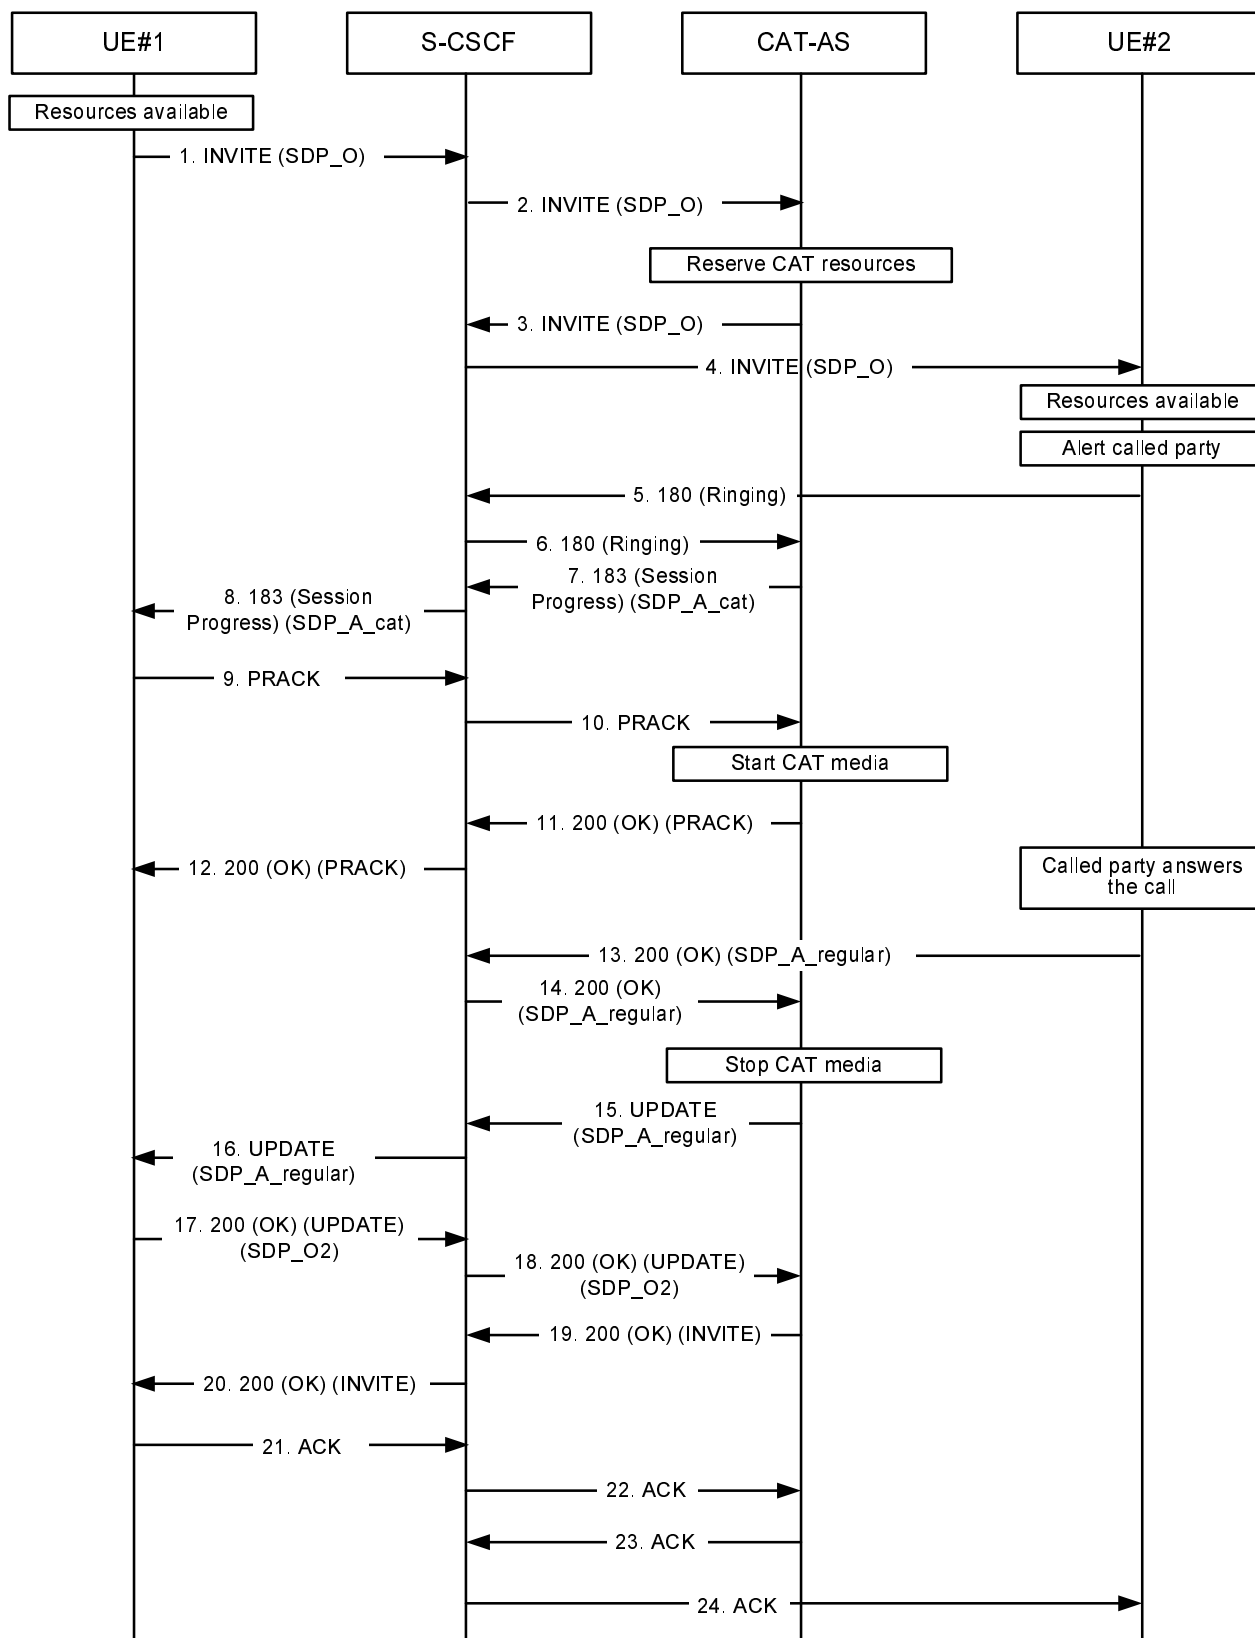 UE#1
S-CSCF
CAT-AS
UE#2
Resources available
1. INVITE (SDP_O)
2. INVITE (SDP_O)
Reserve CAT resources
3. INVITE (SDP_O)
4. INVITE (SDP_O)
Resources available
Alert called party
5. 180 (Ringing)
6. 180 (Ringing)
7. 183 (Session
Progress) (SDP_A_cat)
8. 183 (Session
Progress) (SDP_A_cat)
9. PRACK
10. PRACK
Start CAT media
11. 200 (OK) (PRACK)
12. 200 (OK) (PRACK)
Called party answers
the call
13. 200 (OK) (SDP_A_regular)
14. 200 (OK)
(SDP_A_regular)
Stop CAT media
15. UPDATE
(SDP_A_regular)
16. UPDATE
(SDP_A_regular)
17. 200 (OK) (UPDATE)
(SDP_O2)
18. 200 (OK) (UPDATE)
(SDP_O2)
19. 200 (OK) (INVITE)
20. 200 (OK) (INVITE)
21. ACK
22. ACK
23. ACK
24. ACK